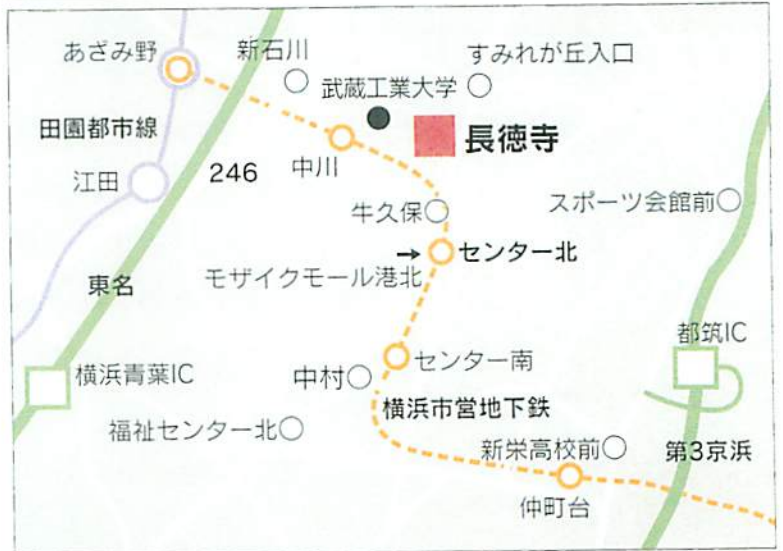 あざみ野
新石川
すみれが丘入口
武蔵工業大学
田園都市線
長徳寺
江田
246
中川
牛久保
スポーツ会館前
センター北
モザイクモール港北
東名
都筑IC
横浜青葉IC
センター南
中村
横浜市営地下鉄
福祉センター北
新栄高校前
第3京浜
仲町台